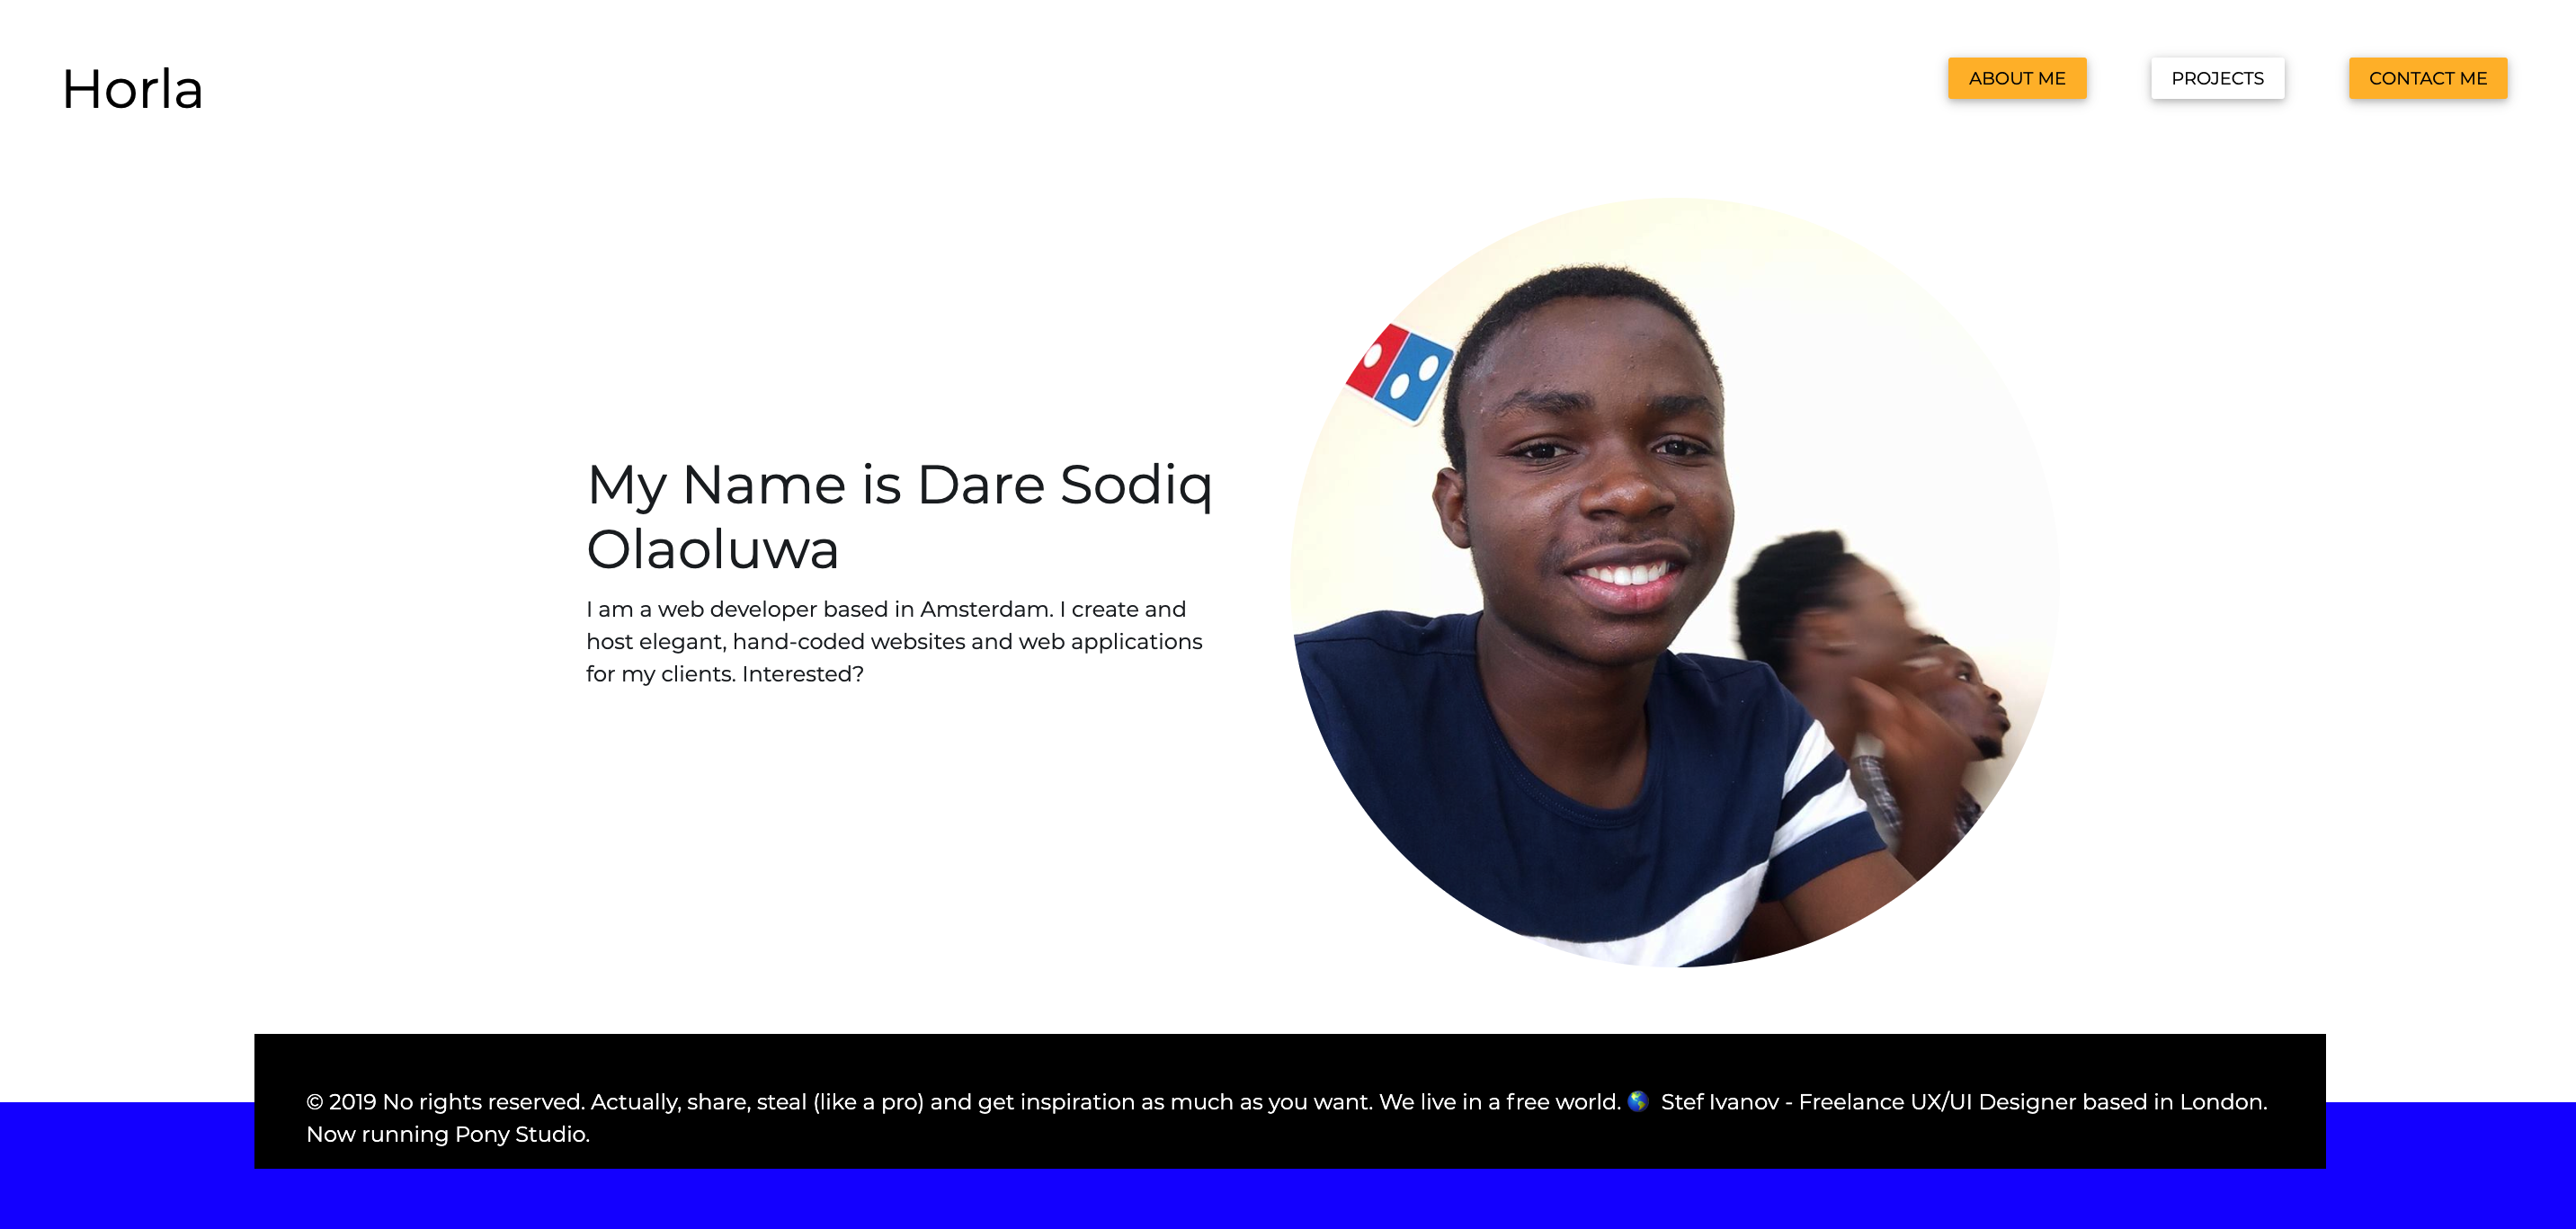 Horla
ABOUT ME
PROJECTS
CONTACT ME
My Name is Dare Sodiq
Olaoluwa
I am a web developer based in Amsterdam. I create and
host elegant, hand-coded websites and web applications
for my clients. Interested?
© 2019 No rights reserved. Actually, share, steal (like a pro) and get inspiration as much as you want. We live in a free world. 🌎 Stef Ivanov - Freelance UX/UI Designer based in London.
Now running Pony Studio.